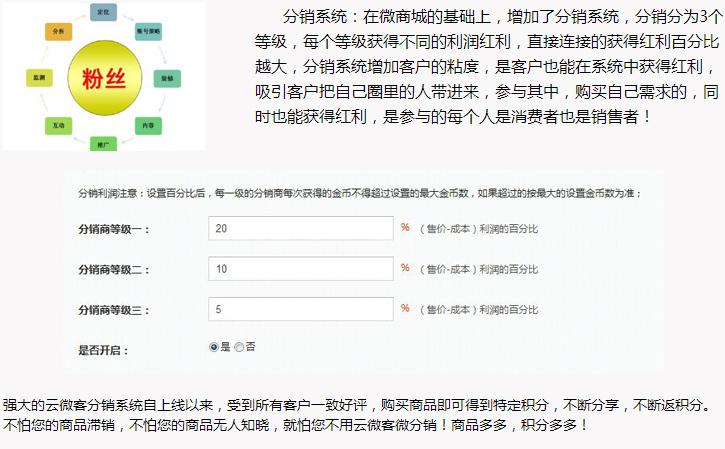 定位
分析
账号策略
粉丝
监测
装修
互动
内容
推广
分销系统：在微商城的基础上，增加了分销系统，分销分为3个
等级，每个等级获得不同的利润红利，直接连接的获得红利百分比
越大，分销系统增加客户的粘度，是客户也能在系统中获得红利，
吸引客户把自己圈里的人带进来，参与其中，购买自己需求的，同
时也能获得红利，是参与的每个人是消费者也是销售者！
分销利润注意：设置百分比后，每一级的分销商每次获得的金币不得超过设置的最大金币数，如果超过的按最大的设置金币数为准；
分销商等级一： 20 % （售价-成本）利润的百分比
分销商等级二： 10 % （售价-成本）利润的百分比
分销商等级三： 5 % （售价-成本）利润的百分比
是否开启： 是 否
强大的云微客分销系统自上线以来，受到所有客户一致好评，购买商品即可得到特定积分，不断分享，不断返积分。
不怕您的商品滞销，不怕您的商品无人知晓，就怕您不用云微客微分销！商品多多，积分多多！